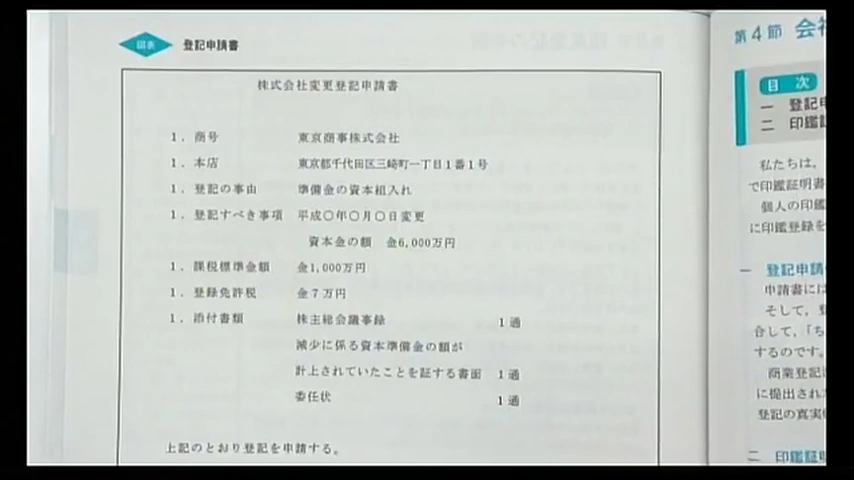 図表 登記申請書
株式会社変更登記申請書
1．商号 東京商事株式会社
1．本店 東京都千代田区三崎町一丁目1番1号
1．登記の事由 準備金の資本組入れ
1．登記すべき事項 平成〇年〇月〇日変更
資本金の額 金6,000万円
1．課税標準金額 金1,000万円
1．登録免許税 金7万円
1．添付書類 株主総会議事録 1通
減少に係る資本準備金の額が
計上されていたことを証する書面 1通
委任状 1通
上記のとおり登記を申請する。
第4節 会社
目次
一 登記申
二 印鑑証
私たちは，
で印鑑証明書
個人の印鑑
に印鑑登録を
一 登記申請
申請書には
そして，登
合して，「ち
するのです。
商業登記
に提出され
登記の真実
二 印鑑証明